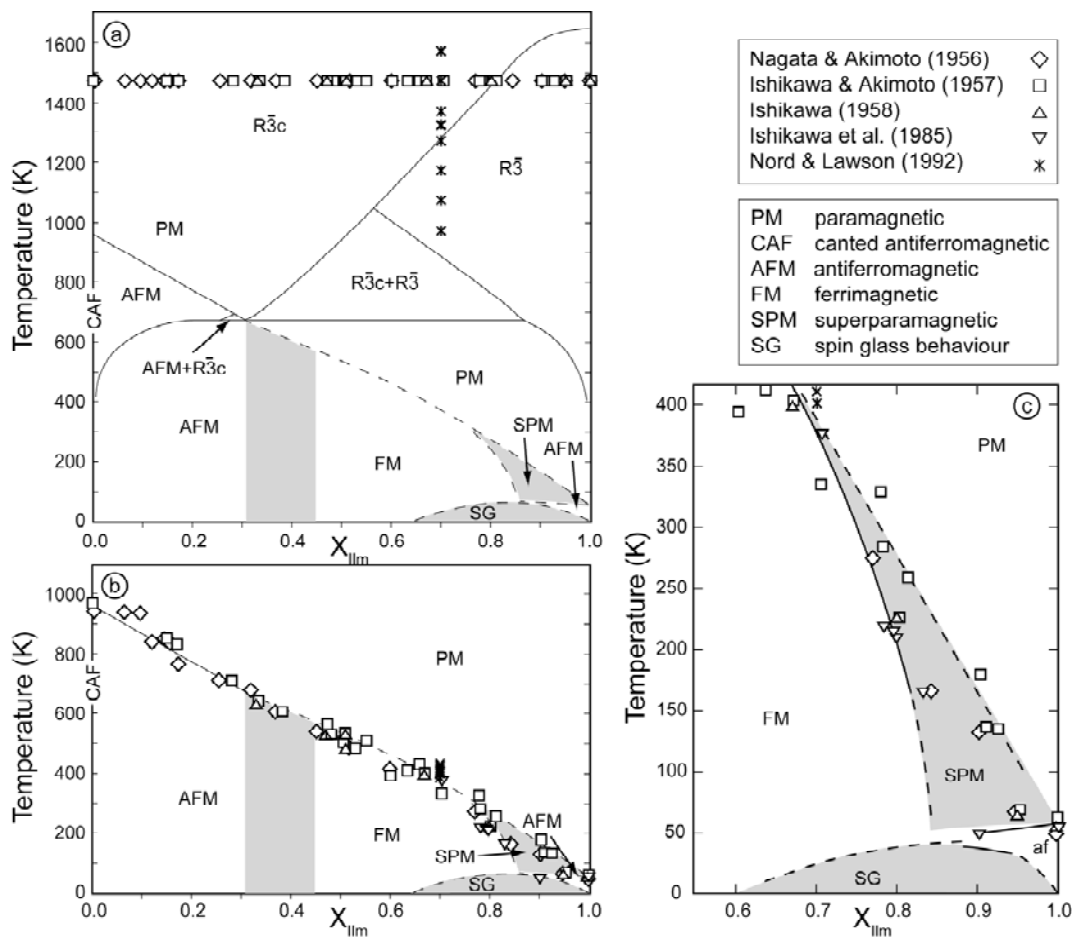 a
Temperature (K)
1600
1400
1200
1000
800
600
400
200
0
CAF
R3̅c
R3̅
PM
AFM
R3̅c+R3̅
AFM+R3̅c
AFM
PM
FM
SPM
AFM
SG
0.0 0.2 0.4 0.6 0.8 1.0
XIlm
Nagata & Akimoto (1956)
Ishikawa & Akimoto (1957)
Ishikawa (1958)
Ishikawa et al. (1985)
Nord & Lawson (1992)
PM paramagnetic
CAF canted antiferromagnetic
AFM antiferromagnetic
FM ferrimagnetic
SPM superparamagnetic
SG spin glass behaviour
b
Temperature (K)
1000
800
600
400
200
0
CAF
PM
AFM
FM
AFM
SPM
SG
0.0 0.2 0.4 0.6 0.8 1.0
XIlm
c
Temperature (K)
400
350
300
250
200
150
100
50
0
PM
FM
SPM
af
SG
0.6 0.7 0.8 0.9 1.0
XIlm